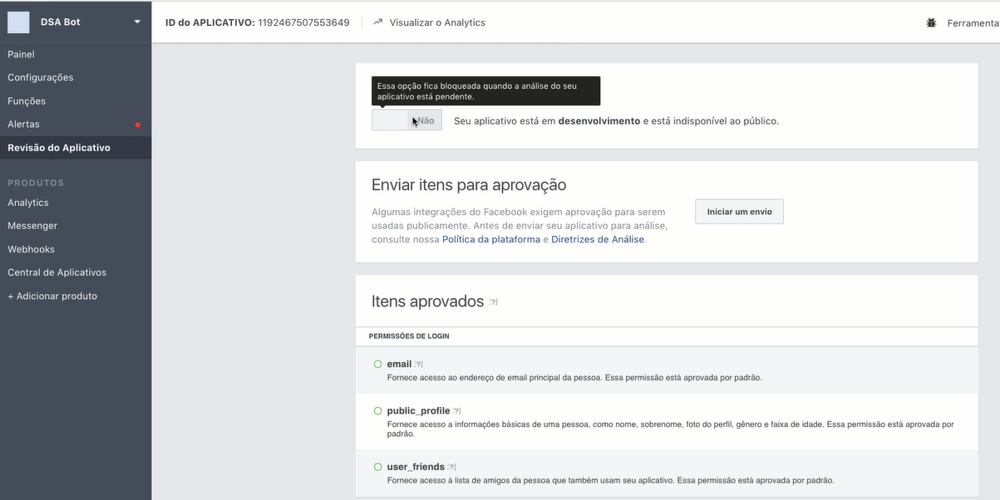 DSA Bot
ID do APLICATIVO: 1192467507553649
Visualizar o Analytics
Ferramenta
Painel
Configurações
Funções
Alertas
Revisão do Aplicativo
PRODUTOS
Analytics
Messenger
Webhooks
Central de Aplicativos
+ Adicionar produto
Essa opção fica bloqueada quando a análise do seu
aplicativo está pendente.
Não
Seu aplicativo está em desenvolvimento e está indisponível ao público.
Enviar itens para aprovação
Algumas integrações do Facebook exigem aprovação para serem
usadas publicamente. Antes de enviar seu aplicativo para análise,
consulte nossa Política da plataforma e Diretrizes de Análise.
Iniciar um envio
Itens aprovados [?]
PERMISSÕES DE LOGIN
email [?]
Fornece acesso ao endereço de email principal da pessoa. Essa permissão está aprovada por padrão.
public_profile [?]
Fornece acesso a informações básicas de uma pessoa, como nome, sobrenome, foto do perfil, gênero e faixa de idade. Essa permissão está aprovada por
padrão.
user_friends [?]
Fornece acesso à lista de amigos da pessoa que também usam seu aplicativo. Essa permissão está aprovada por padrão.